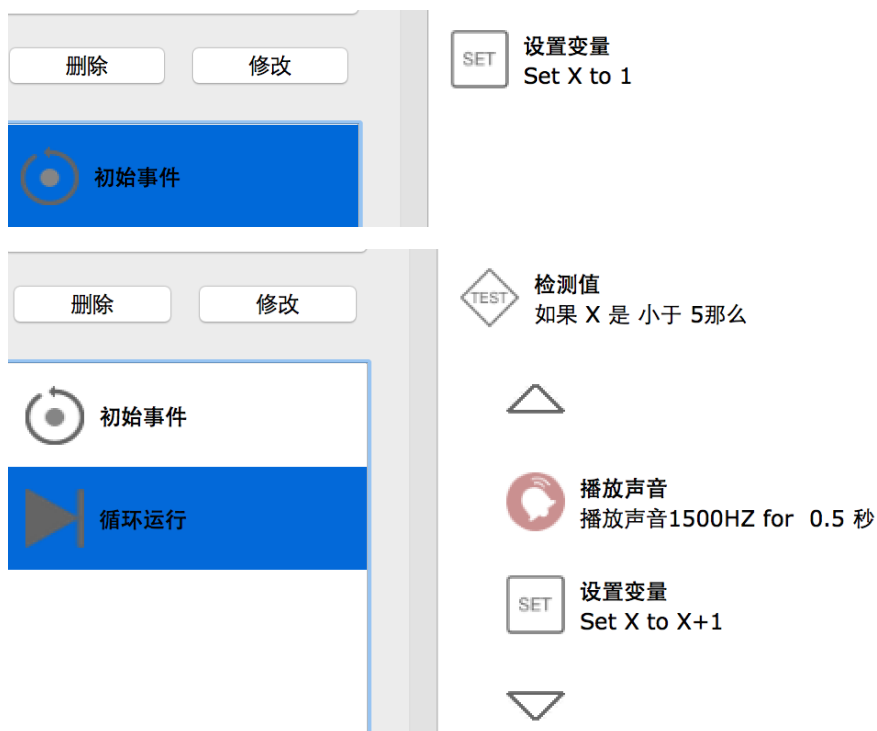 删除
修改
SET
设置变量
Set X to 1
初始事件
删除
修改
TEST
检测值
如果 X 是 小于 5那么
初始事件
循环运行
播放声音
播放声音1500HZ for 0.5 秒
SET
设置变量
Set X to X+1